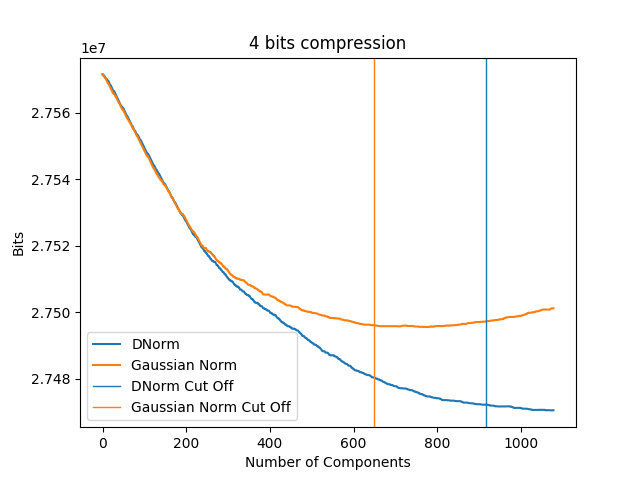 4 bits compression
1e7
2.756
2.754
2.752
2.750
2.748
Bits
DNorm
Gaussian Norm
DNorm Cut Off
Gaussian Norm Cut Off
0 200 400 600 800 1000
Number of Components